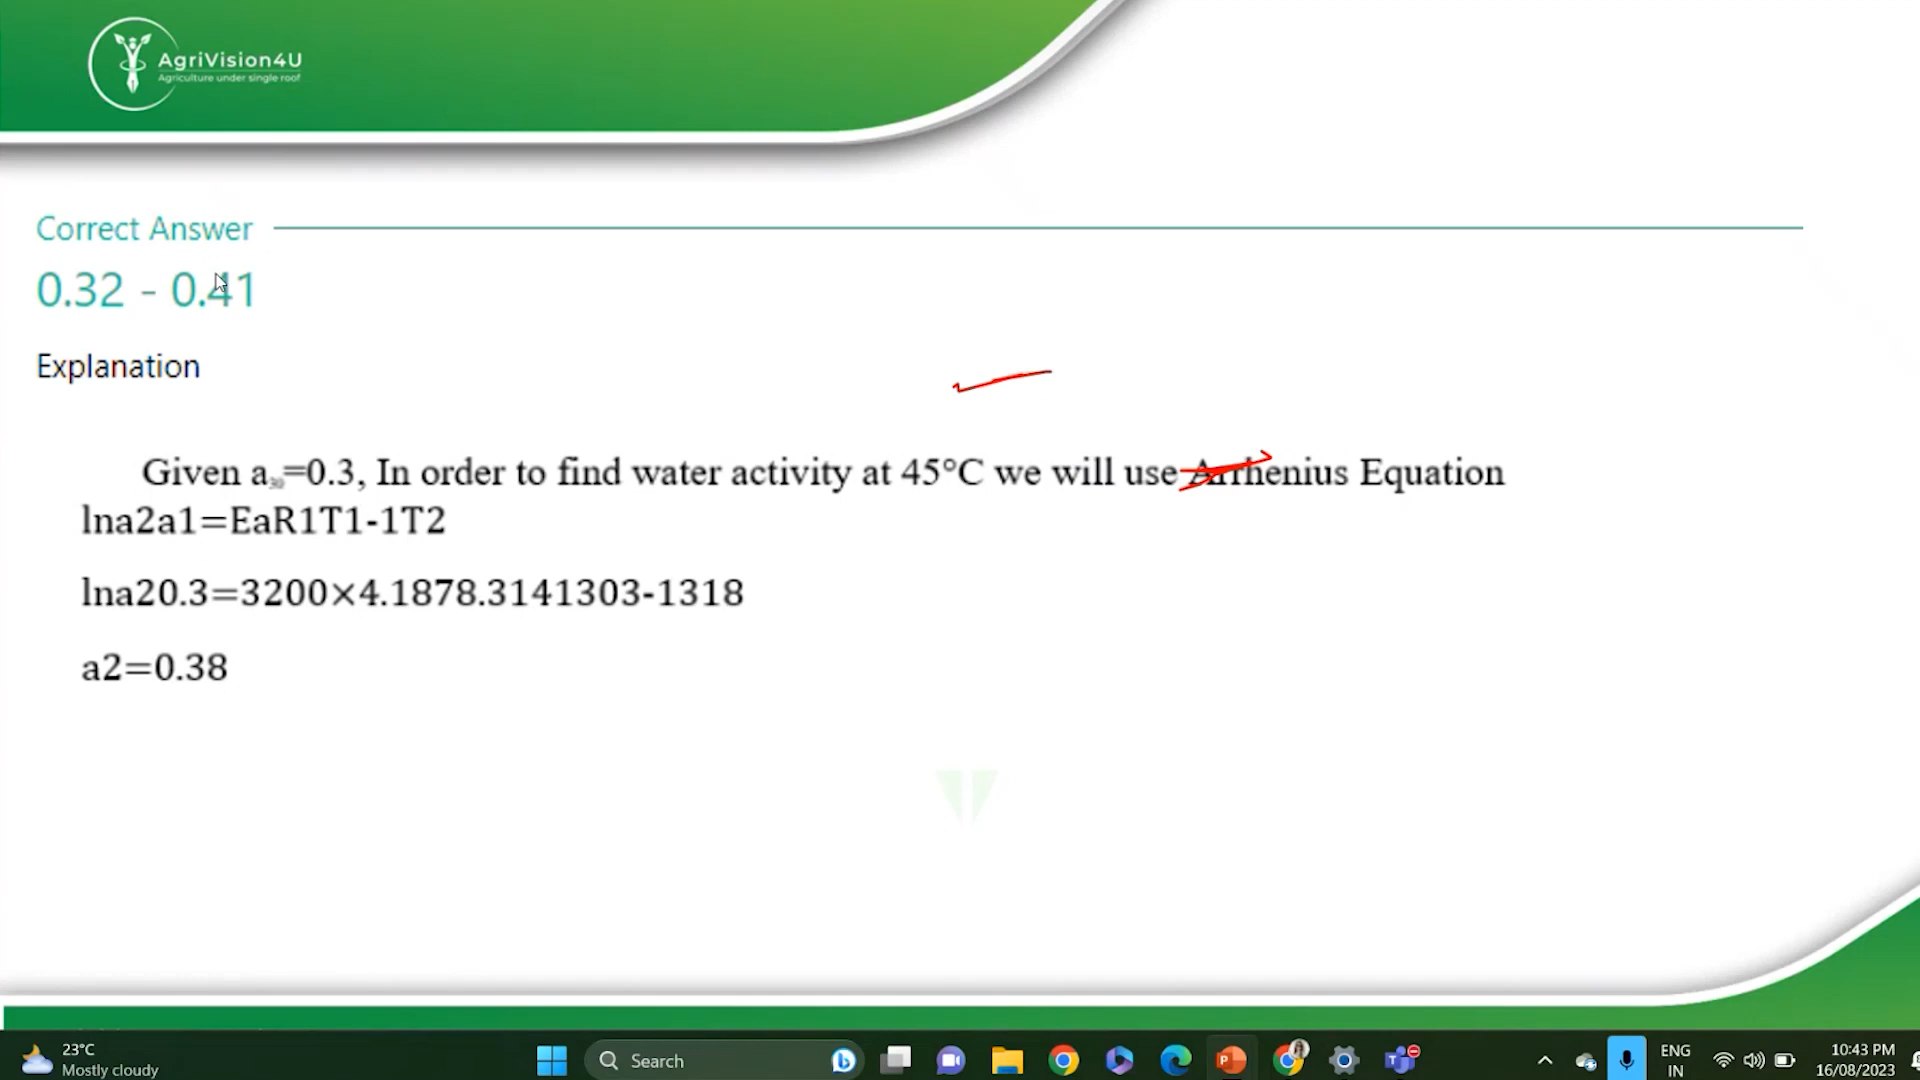 AgriVision4U
Agriculture under single roof
Correct Answer
0.32 - 0.41
Explanation
Given a30=0.3, In order to find water activity at 45°C we will use Arrhenius Equation
lna2a1=EaR1T1-1T2
lna20.3=3200×4.1878.3141303-1318
a2=0.38
23°C
Mostly cloudy
Search
ENG
IN
10:43 PM
16/08/2023